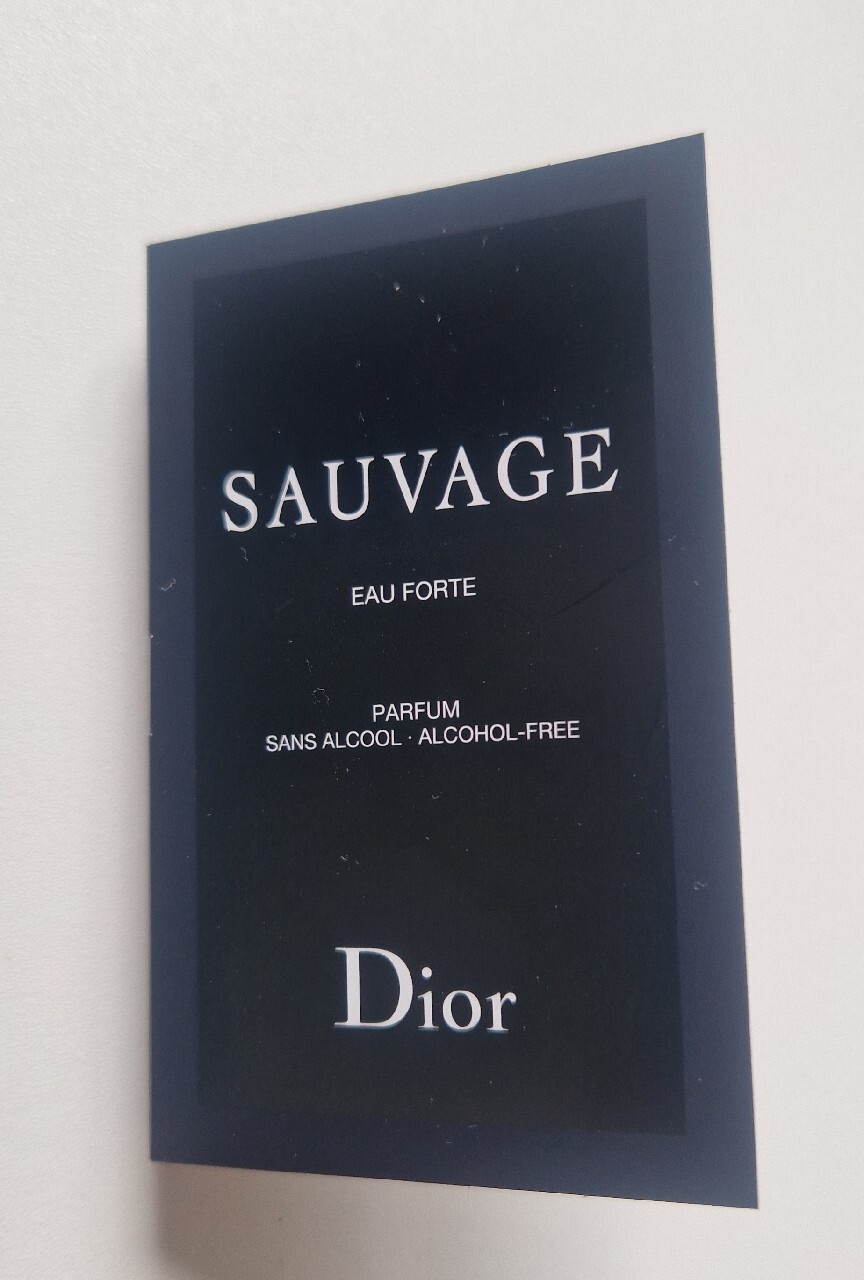 SAUVAGE
EAU FORTE
PARFUM
SANS ALCOOL · ALCOHOL-FREE
Dior